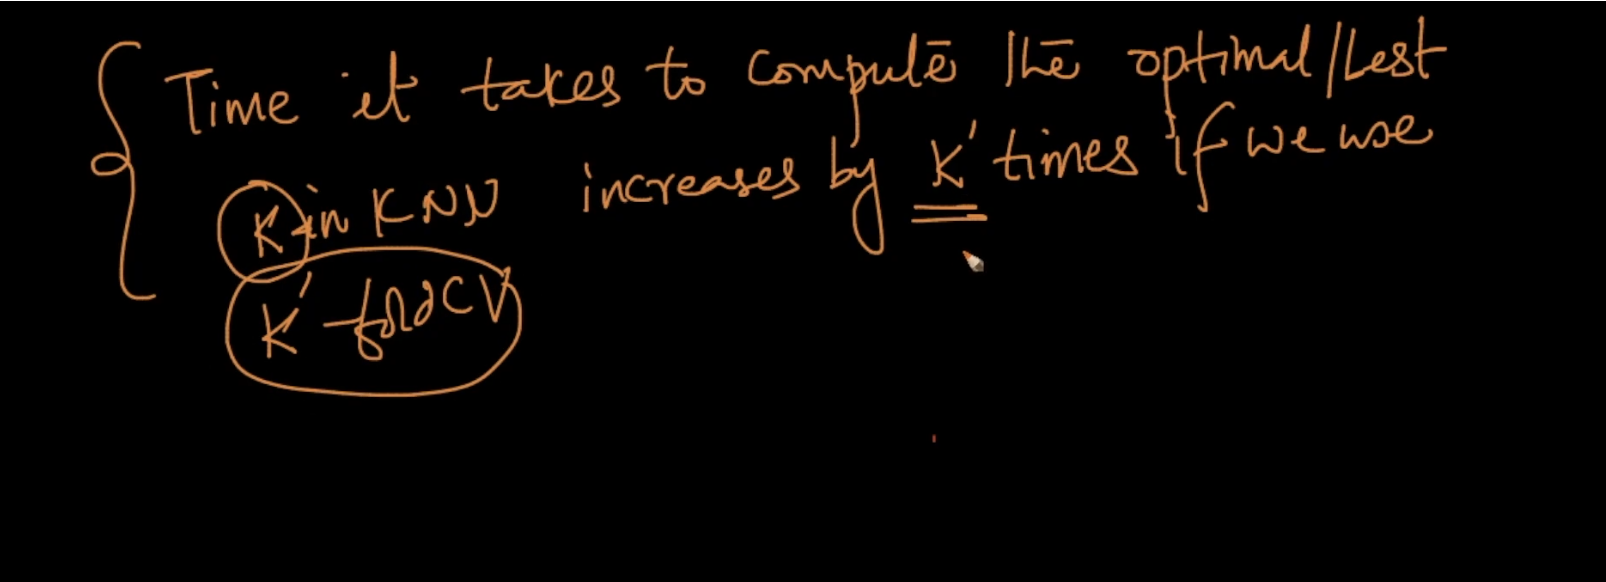 Time it takes to compute the optimal/best
K in KNN increases by K' times if we use
K'-fold CV